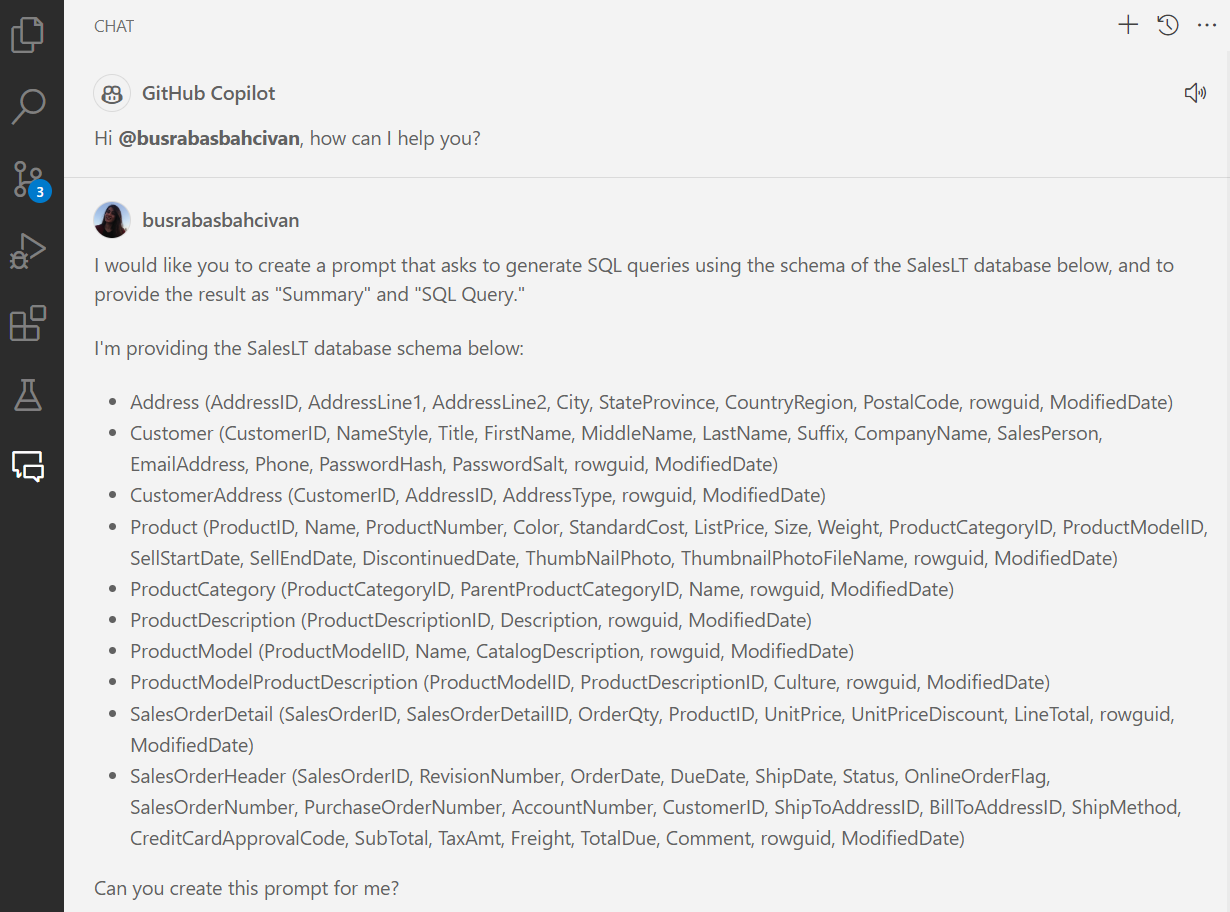 CHAT
GitHub Copilot
Hi @busrabasbahcivan, how can I help you?
3
busrabasbahcivan
I would like you to create a prompt that asks to generate SQL queries using the schema of the SalesLT database below, and to
provide the result as "Summary" and "SQL Query."
I'm providing the SalesLT database schema below:
• Address (AddressID, AddressLine1, AddressLine2, City, StateProvince, CountryRegion, PostalCode, rowguid, ModifiedDate)
• Customer (CustomerID, NameStyle, Title, FirstName, MiddleName, LastName, Suffix, CompanyName, SalesPerson,
EmailAddress, Phone, PasswordHash, PasswordSalt, rowguid, ModifiedDate)
• CustomerAddress (CustomerID, AddressID, AddressType, rowguid, ModifiedDate)
• Product (ProductID, Name, ProductNumber, Color, StandardCost, ListPrice, Size, Weight, ProductCategoryID, ProductModelID,
SellStartDate, SellEndDate, DiscontinuedDate, ThumbNailPhoto, ThumbnailPhotoFileName, rowguid, ModifiedDate)
• ProductCategory (ProductCategoryID, ParentProductCategoryID, Name, rowguid, ModifiedDate)
• ProductDescription (ProductDescriptionID, Description, rowguid, ModifiedDate)
• ProductModel (ProductModelID, Name, CatalogDescription, rowguid, ModifiedDate)
• ProductModelProductDescription (ProductModelID, ProductDescriptionID, Culture, rowguid, ModifiedDate)
• SalesOrderDetail (SalesOrderID, SalesOrderDetailID, OrderQty, ProductID, UnitPrice, UnitPriceDiscount, LineTotal, rowguid,
ModifiedDate)
• SalesOrderHeader (SalesOrderID, RevisionNumber, OrderDate, DueDate, ShipDate, Status, OnlineOrderFlag,
SalesOrderNumber, PurchaseOrderNumber, AccountNumber, CustomerID, ShipToAddressID, BillToAddressID, ShipMethod,
CreditCardApprovalCode, SubTotal, TaxAmt, Freight, TotalDue, Comment, rowguid, ModifiedDate)
Can you create this prompt for me?